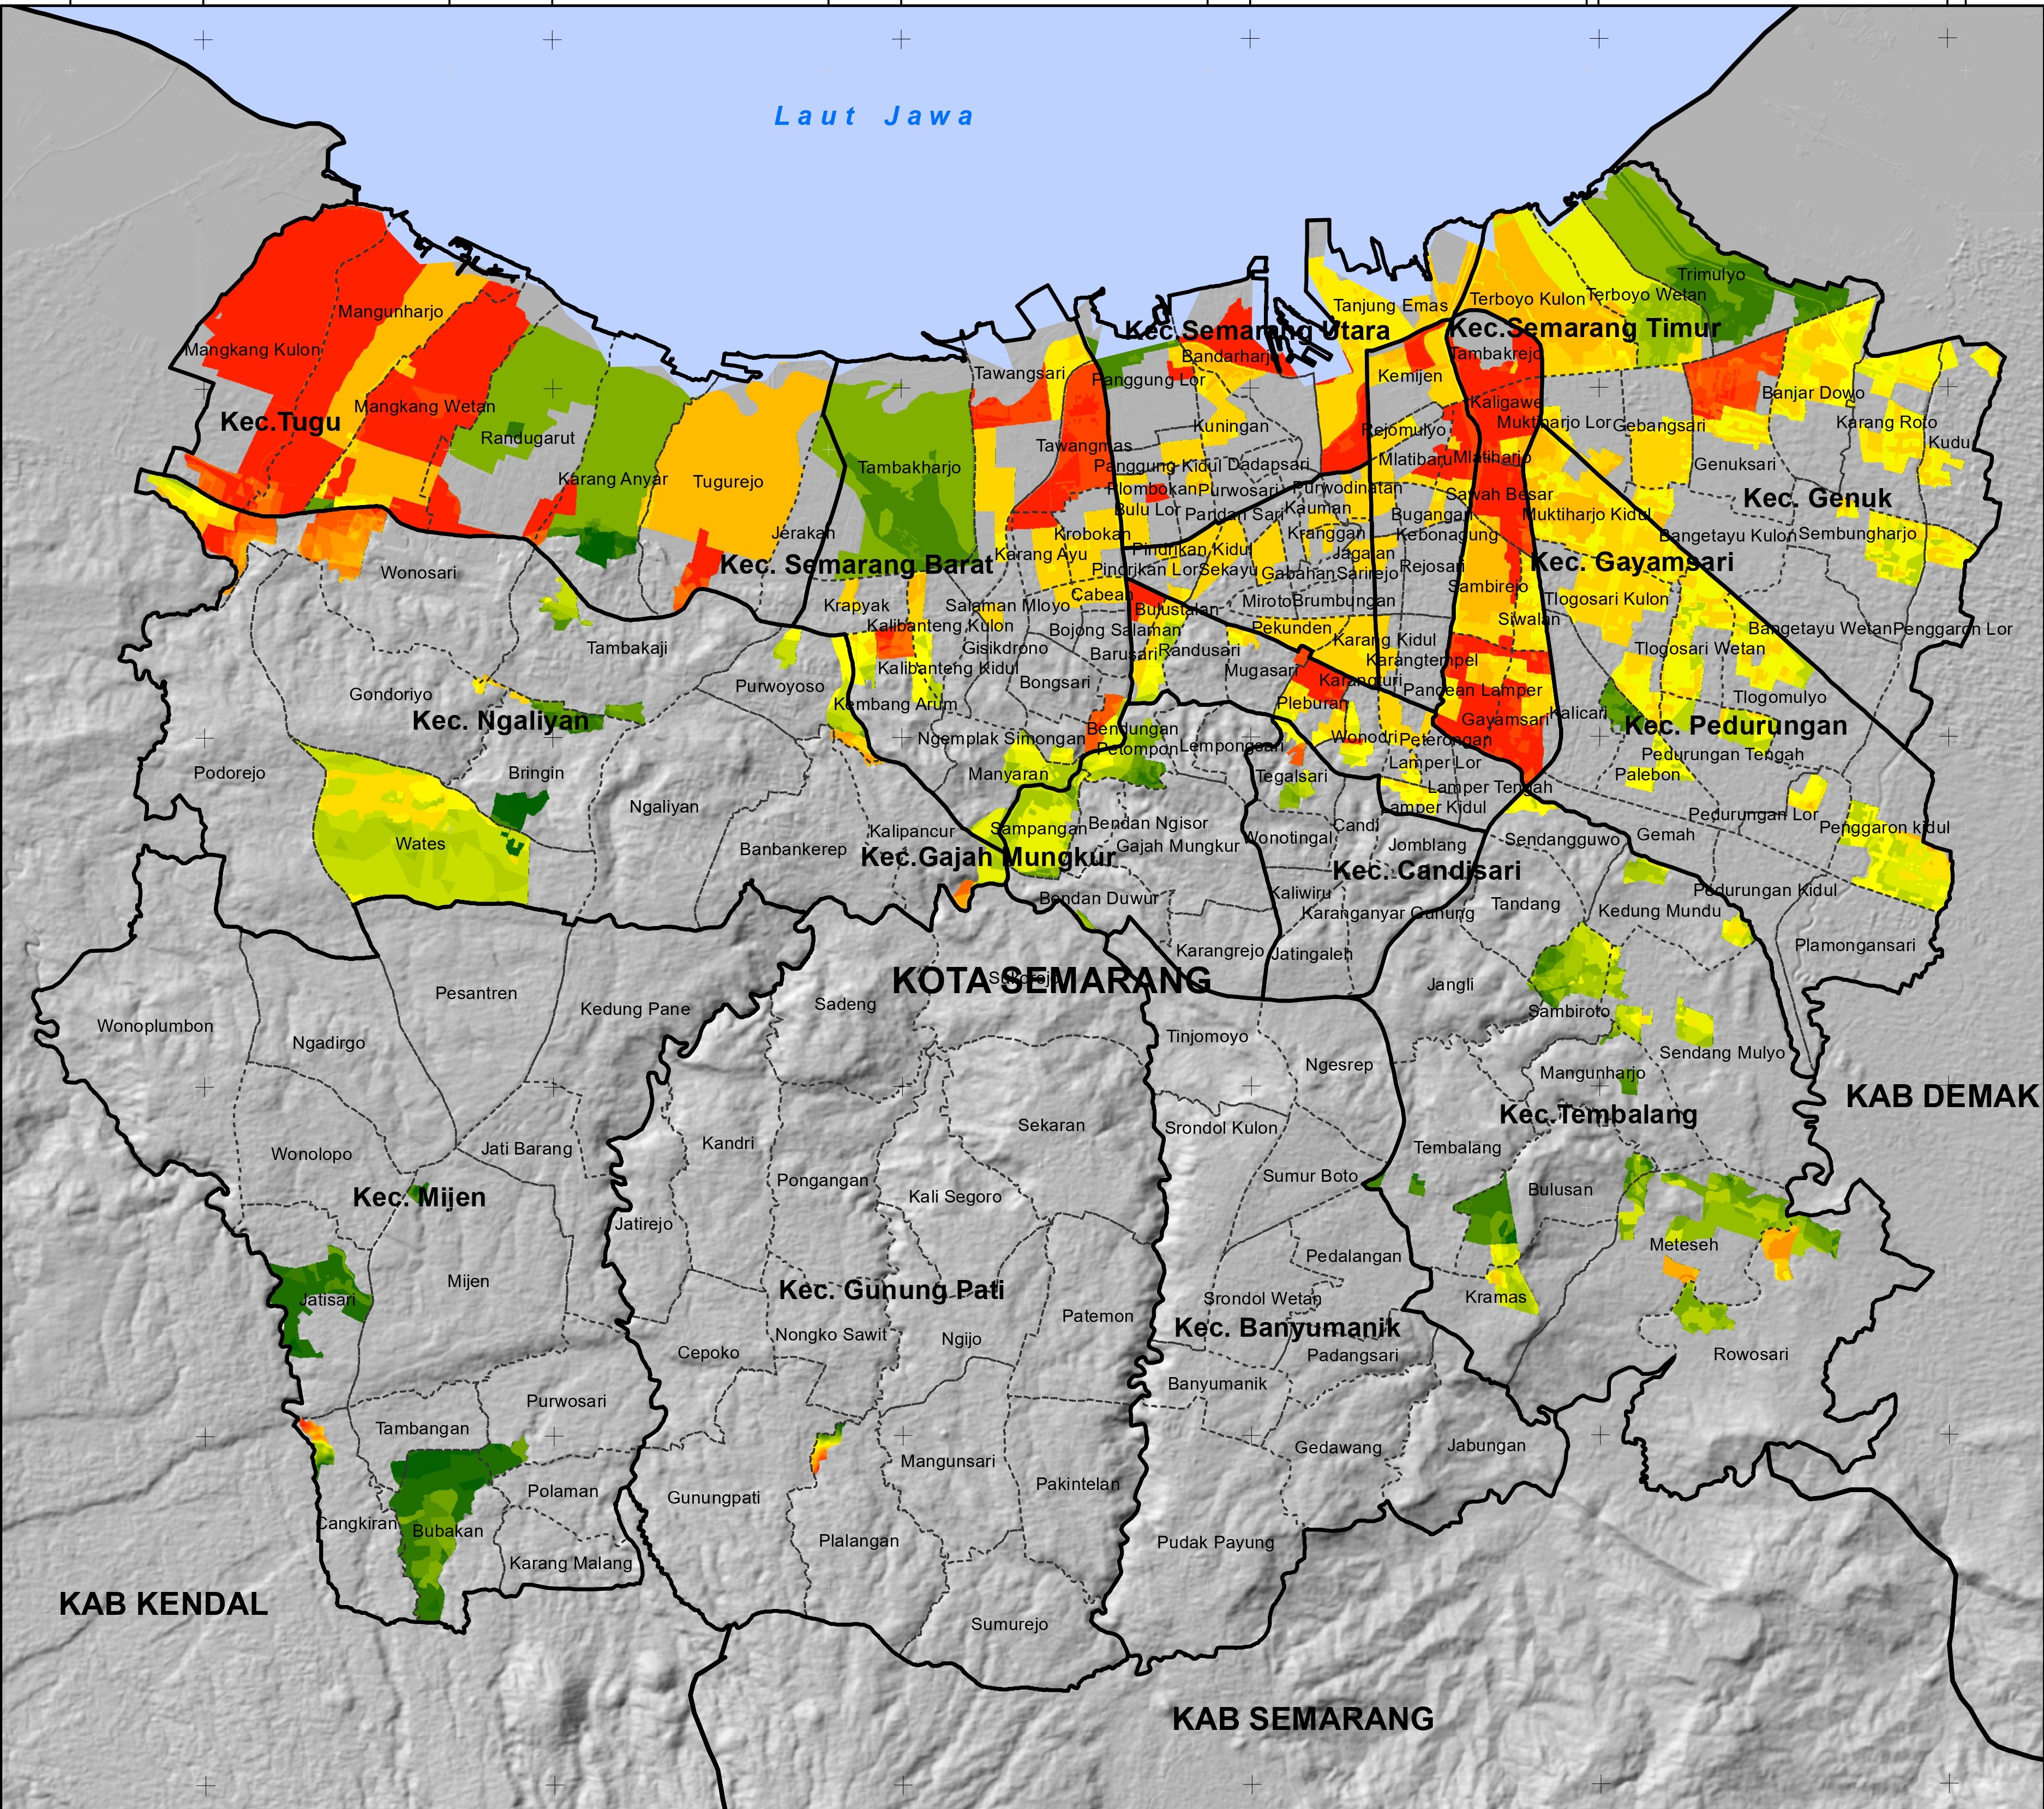 Laut Jawa
Trimulyo
Terboyo Wetan
Terboyo Kulon
Tanjung Emas
Mangunharjo
Kec.Semarang Utara
Kec.Semarang Timur
Mangkang Kulon
Bandarharjo
Tambakrejo
Tawangsari
Panggung Lor
Kemijen
Banjar Dowo
Kaligawe
Mangkang Wetan
Kec.Tugu
Muktiharjo Lor
Gebangsari
Karang Roto
Kuningan
Rejomulyo
Randugarut
Kudu
Tawangmas
Mlatibaru
Mlatiharjo
Panggung Kidul
Dadapsari
Genuksari
Tambakharjo
Karang Anyar
Tugurejo
Plombokan
Purwosari
Purwodinatan
Sawah Besar
Kec. Genuk
Bulu Lor
Pandan Sari
Kauman
Bugangan
Muktiharjo Kidul
Jerakah
Krobokan
Kranggan
Kebonagung
Bangetayu Kulon
Sembungharjo
Karang Ayu
Pindrikan Kidul
Jagalan
Kec. Semarang Barat
Kec. Gayamsari
Pindrikan Lor
Sekayu
Gabahan
Sarirejo
Rejosari
Wonosari
Sambirejo
Cabean
Tlogosari Kulon
Krapyak
Salaman Mloyo
Bulustalan
Miroto
Brumbungan
Siwalan
Kalibanteng Kulon
Bojong Salaman
Pekunden
Karang Kidul
Bangetayu Wetan
Penggaron Lor
Tambakaji
Gisikdrono
Barusari
Randusari
Tlogosari Wetan
Kalibanteng Kidul
Mugasari
Karangtempel
Bongsari
Karangturi
Purwoyoso
Gondoriyo
Pandean Lamper
Tlogomulyo
Kembang Arum
Pleburan
Kalicari
Kec. Ngaliyan
Gayamsari
Kec. Pedurungan
Bendungan
Ngemplak Simongan
Petompon
Lempongsari
Wonodri
Peterongan
Pedurungan Tengah
Podorejo
Bringin
Manyaran
Tegalsari
Lamper Lor
Palebon
Lamper Tengah
Ngaliyan
amper Kidul
Pedurungan Lor
Sampangan
Bendan Ngisor
Kalipancur
Candi
Penggaron kidul
Gemah
Wates
Wonotingal
Sendangguwo
Gajah Mungkur
Jomblang
Banbankerep
Kec.Gajah Mungkur
Kec. Candisari
Pedurungan Kidul
Bendan Duwur
Kaliwiru
Tandang
Kedung Mundu
Karanganyar Gunung
Plamongansari
Karangrejo
Jatingaleh
KOTA SEMARANG
Sukorejo
Jangli
Pesantren
Sadeng
Kedung Pane
Sambiroto
Wonoplumbon
Tinjomoyo
Ngadirgo
Sendang Mulyo
Ngesrep
Mangunharjo
KAB DEMAK
Kec.Tembalang
Sekaran
Srondol Kulon
Kandri
Tembalang
Jati Barang
Wonolopo
Sumur Boto
Pongangan
Bulusan
Kec. Mijen
Kali Segoro
Jatirejo
Meteseh
Pedalangan
Mijen
Kec. Gunung Pati
Jatisari
Srondol Wetan
Kramas
Patemon
Kec. Banyumanik
Nongko Sawit
Ngijo
Cepoko
Padangsari
Rowosari
Banyumanik
Purwosari
Tambangan
Gedawang
Jabungan
Mangunsari
Pakintelan
Polaman
Gunungpati
Cangkiran
Bubakan
Plalangan
Pudak Payung
Karang Malang
KAB KENDAL
Sumurejo
KAB SEMARANG